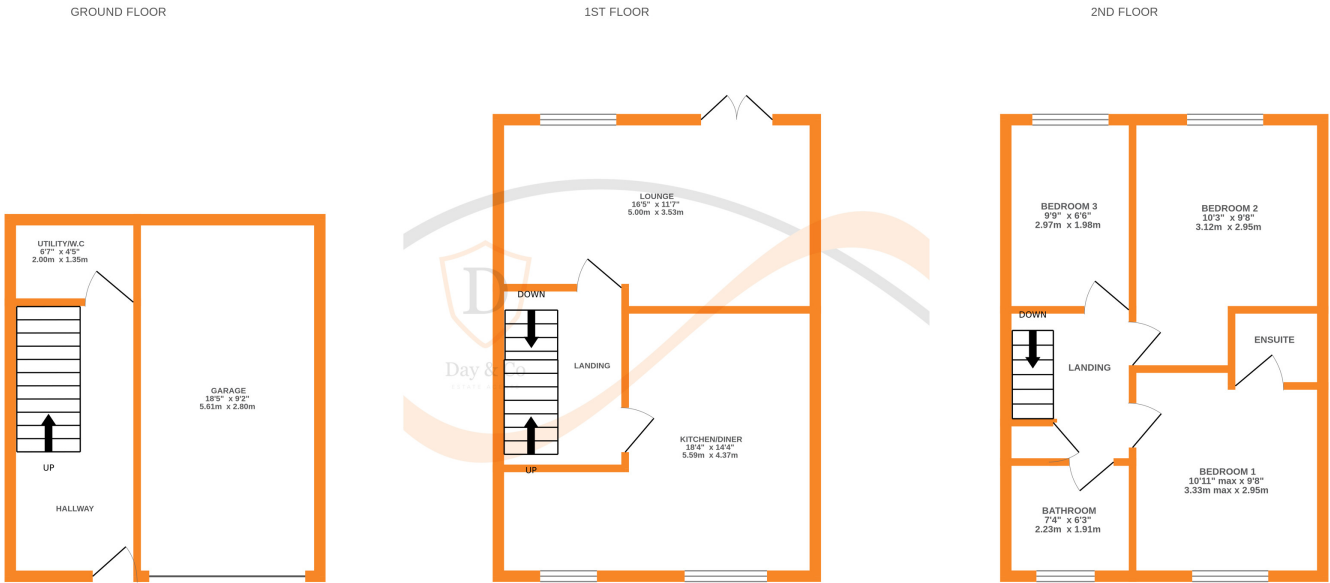 GROUND FLOOR
UTILITY/W.C
6'7" x 4'5"
2.00m x 1.35m
UP
HALLWAY
GARAGE
18'5" x 9'2"
5.61m x 2.80m
1ST FLOOR
LOUNGE
16'5" x 11'7"
5.00m x 3.53m
DOWN
LANDING
UP
KITCHEN/DINER
18'4" x 14'4"
5.59m x 4.37m
D
Day & Co
2ND FLOOR
BEDROOM 3
9'9" x 6'6"
2.97m x 1.98m
BEDROOM 2
10'3" x 9'8"
3.12m x 2.95m
DOWN
LANDING
ENSUITE
BEDROOM 1
10'11" max x 9'8"
3.33m max x 2.95m
BATHROOM
7'4" x 6'3"
2.23m x 1.91m